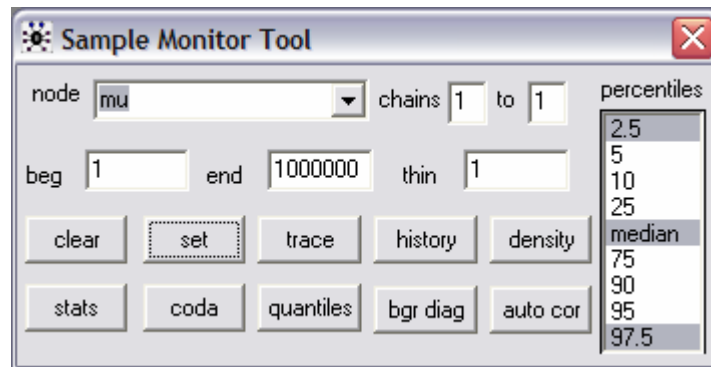 Sample Monitor Tool
node mu chains 1 to 1 percentiles
beg 1 end 1000000 thin 1
clear set trace history density
stats coda quantiles bgr diag auto cor
2.5
5
10
25
median
75
90
95
97.5